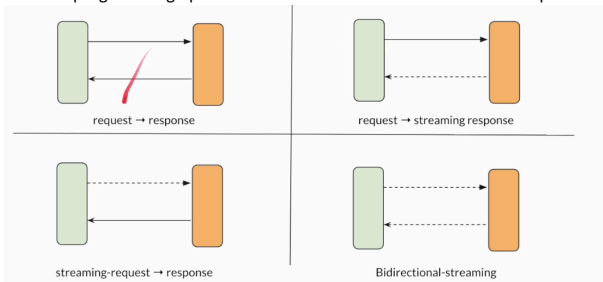 request → response
request → streaming response
streaming-request → response
Bidirectional-streaming